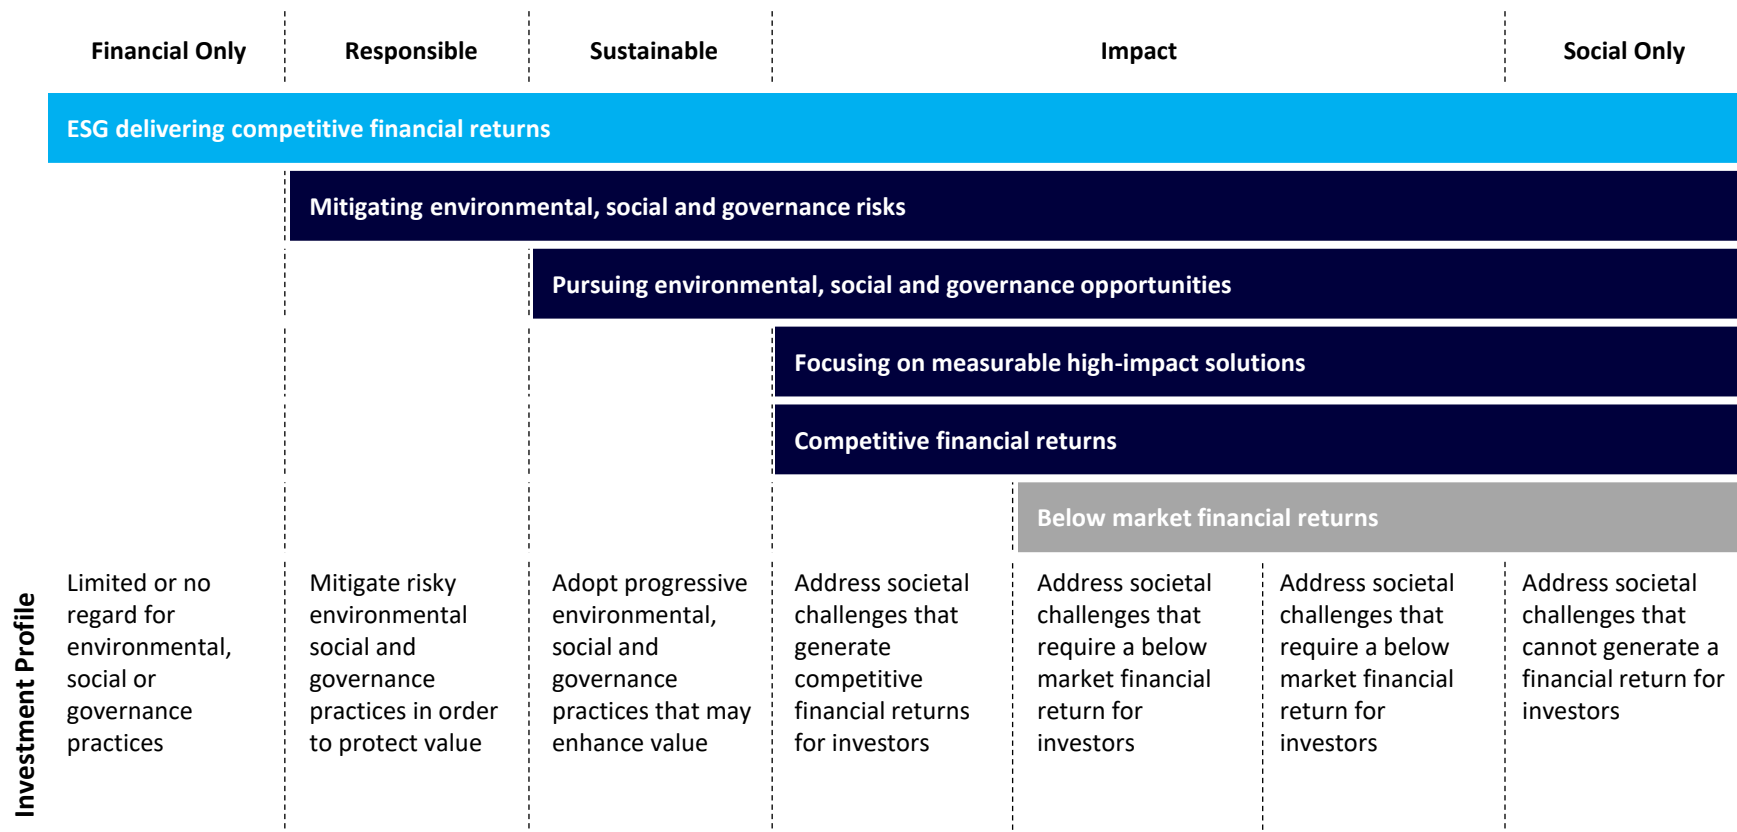 Financial Only
Responsible
Sustainable
Impact
Social Only
ESG delivering competitive financial returns
Mitigating environmental, social and governance risks
Pursuing environmental, social and governance opportunities
Focusing on measurable high-impact solutions
Competitive financial returns
Below market financial returns
Investment Profile
Limited or no
regard for
environmental,
social or
governance
practices
Mitigate risky
environmental
social and
governance
practices in order
to protect value
Adopt progressive
environmental,
social and
governance
practices that may
enhance value
Address societal
challenges that
generate
competitive
financial returns
for investors
Address societal
challenges that
require a below
market financial
return for
investors
Address societal
challenges that
require a below
market financial
return for
investors
Address societal
challenges that
cannot generate a
financial return for
investors